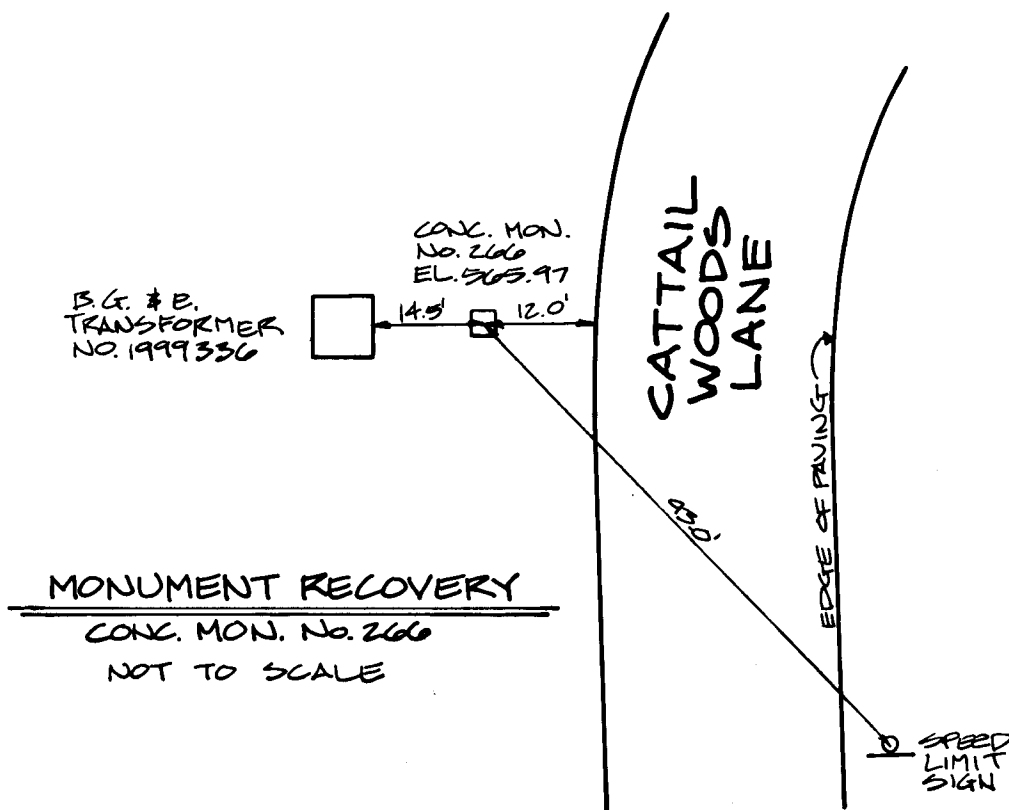 CONC. MON.
NO. 266
EL. 565.97
B.G. & E.
TRANSFORMER
NO. 1999336
14.5'
12.0'
CATTAIL
WOODS
LANE
EDGE OF PAVING
43.0'
MONUMENT RECOVERY
CONC. MON. NO. 266
NOT TO SCALE
SPEED
LIMIT
SIGN